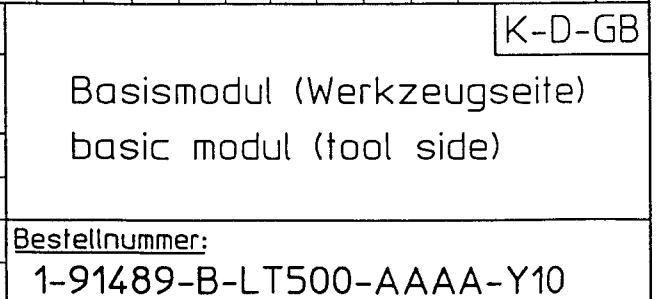 K-D-GB
Basismodul (Werkzeugseite)
basic modul (tool side)
Bestellnummer:
1-91489-B-LT500-AAAA-Y10